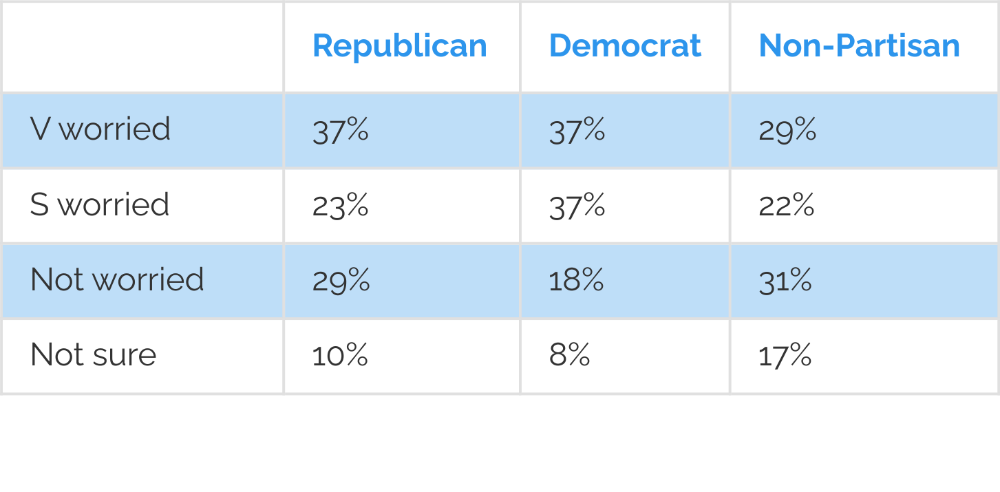 Republican Democrat Non-Partisan
V worried 37% 37% 29%
S worried 23% 37% 22%
Not worried 29% 18% 31%
Not sure 10% 8% 17%